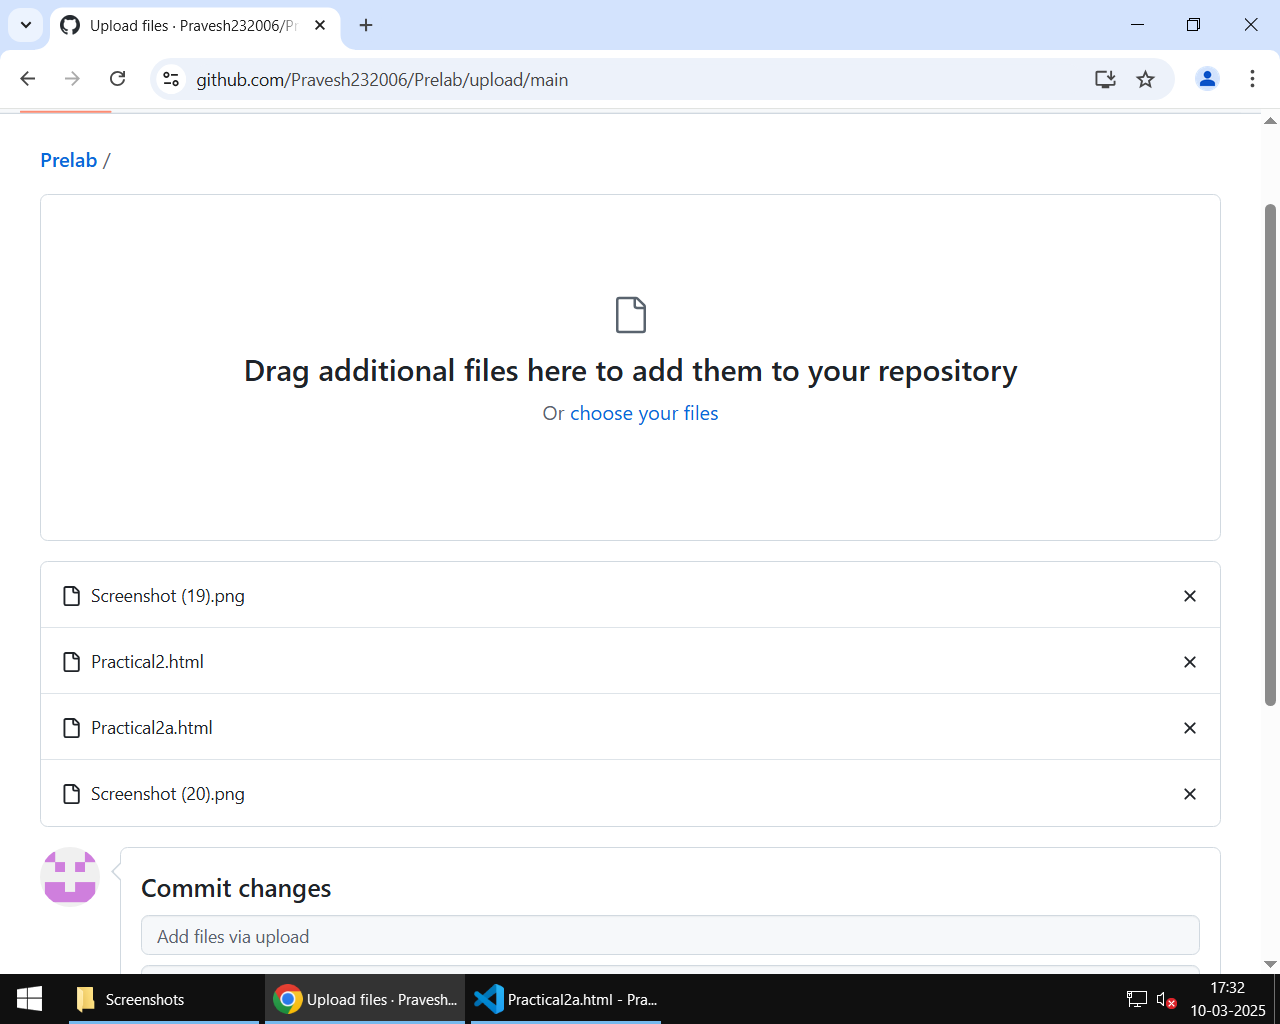 Upload files · Pravesh232006/Pr
github.com/Pravesh232006/Prelab/upload/main
Prelab /
Drag additional files here to add them to your repository
Or choose your files
Screenshot (19).png
Practical2.html
Practical2a.html
Screenshot (20).png
Commit changes
Add files via upload
Screenshots
Upload files · Pravesh...
Practical2a.html - Pra...
17:32
10-03-2025